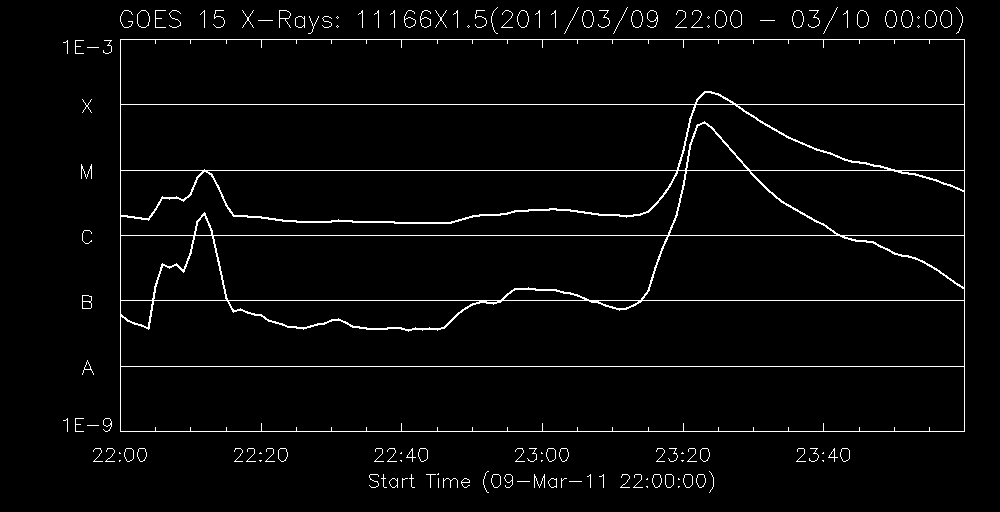 GOES 15 X-Rays: 11166X1.5(2011/03/09 22:00 - 03/10 00:00)
1E-3
X
M
C
B
A
1E-9
22:00 22:20 22:40 23:00 23:20 23:40
Start Time (09-Mar-11 22:00:00)